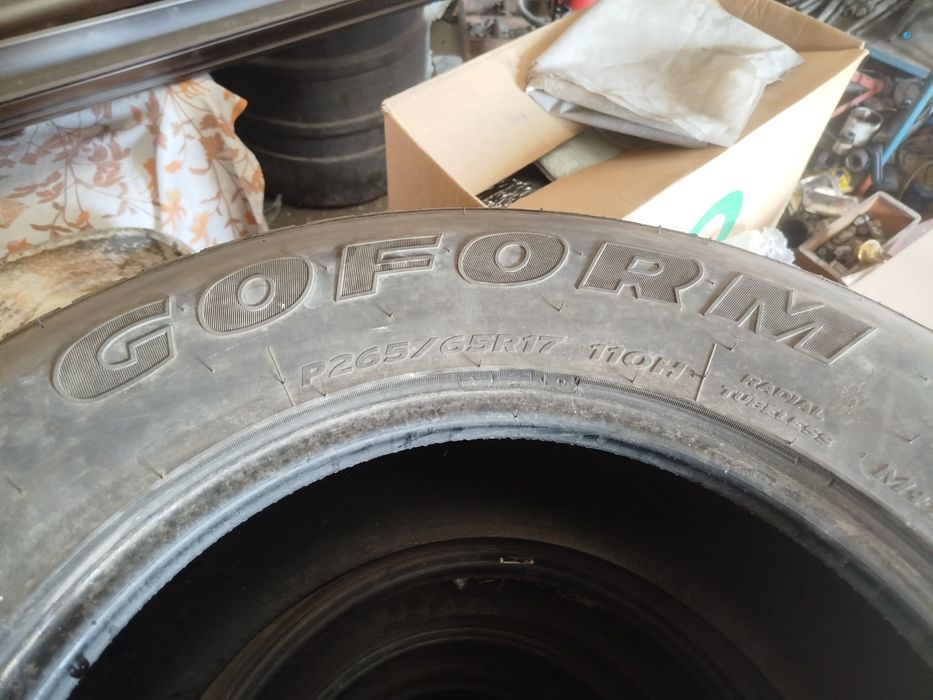 GOFORM
P265/65R17 110H
RADIAL
TUBELESS